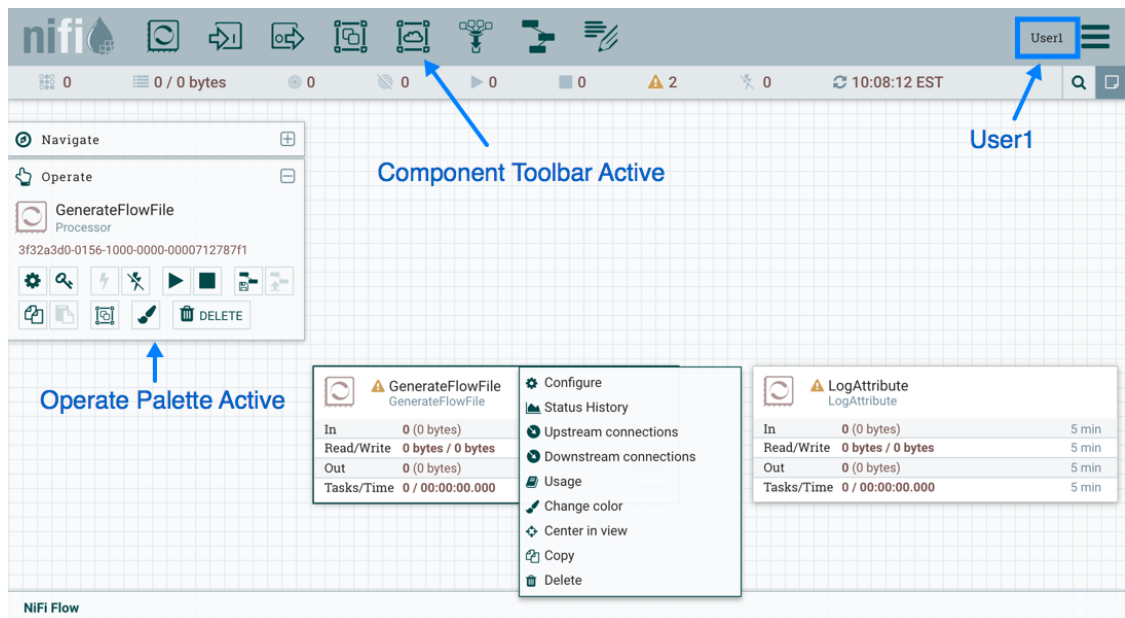 nifi
User1
0
0 / 0 bytes
0
0
0
0
2
0
10:08:12 EST
User1
Component Toolbar Active
Navigate
Operate
GenerateFlowFile
Processor
3f32a3d0-0156-1000-0000-0000712787f1
DELETE
Operate Palette Active
GenerateFlowFile
GenerateFlowFile
In 0 (0 bytes)
Read/Write 0 bytes / 0 bytes
Out 0 (0 bytes)
Tasks/Time 0 / 00:00:00.000
Configure
Status History
Upstream connections
Downstream connections
Usage
Change color
Center in view
Copy
Delete
LogAttribute
LogAttribute
In 0 (0 bytes) 5 min
Read/Write 0 bytes / 0 bytes 5 min
Out 0 (0 bytes) 5 min
Tasks/Time 0 / 00:00:00.000 5 min
NiFi Flow